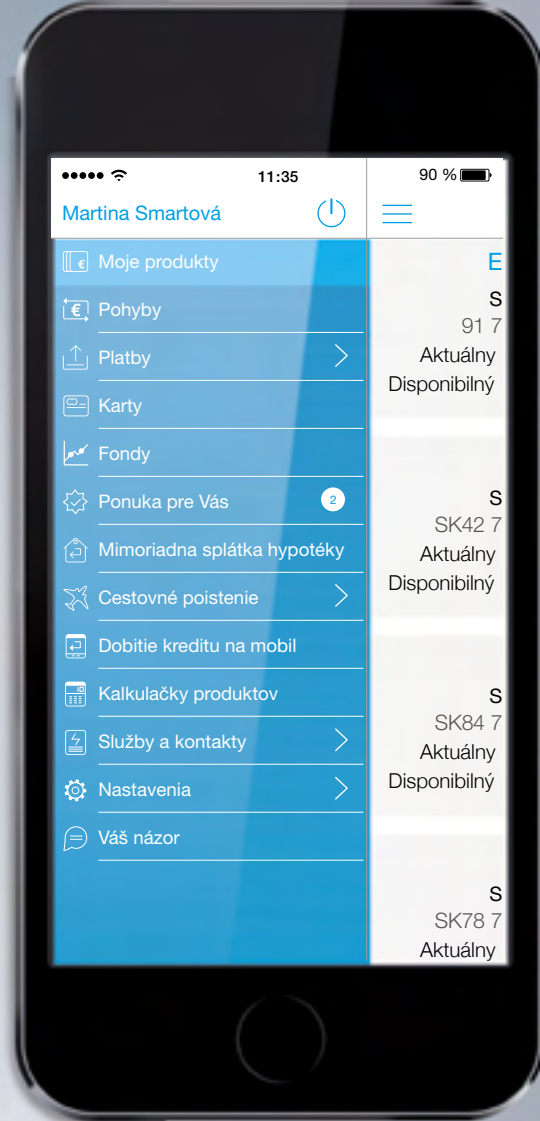 11:35
90 %
Martina Smartová
Moje produkty
Pohyby
Platby
Karty
Fondy
Ponuka pre Vás 2
Mimoriadna splátka hypotéky
Cestovné poistenie
Dobitie kreditu na mobil
Kalkulačky produktov
Služby a kontakty
Nastavenia
Váš názor
E
S
91 7
Aktuálny
Disponibilný
S
SK42 7
Aktuálny
Disponibilný
S
SK84 7
Aktuálny
Disponibilný
S
SK78 7
Aktuálny